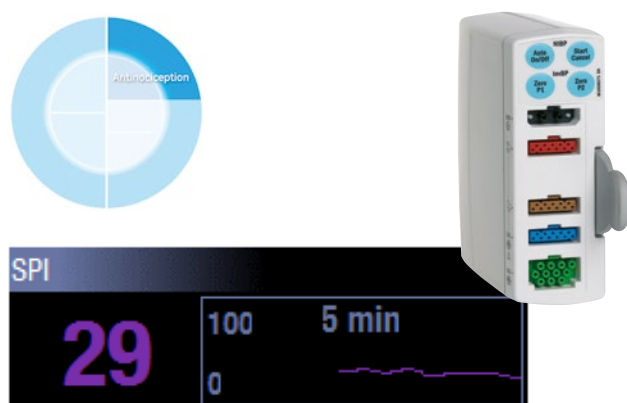 Antinociception
NIBP
Auto
On/Off
Start
Cancel
InvBP
Zero
P1
Zero
P2
SPI
29
100
5 min
0